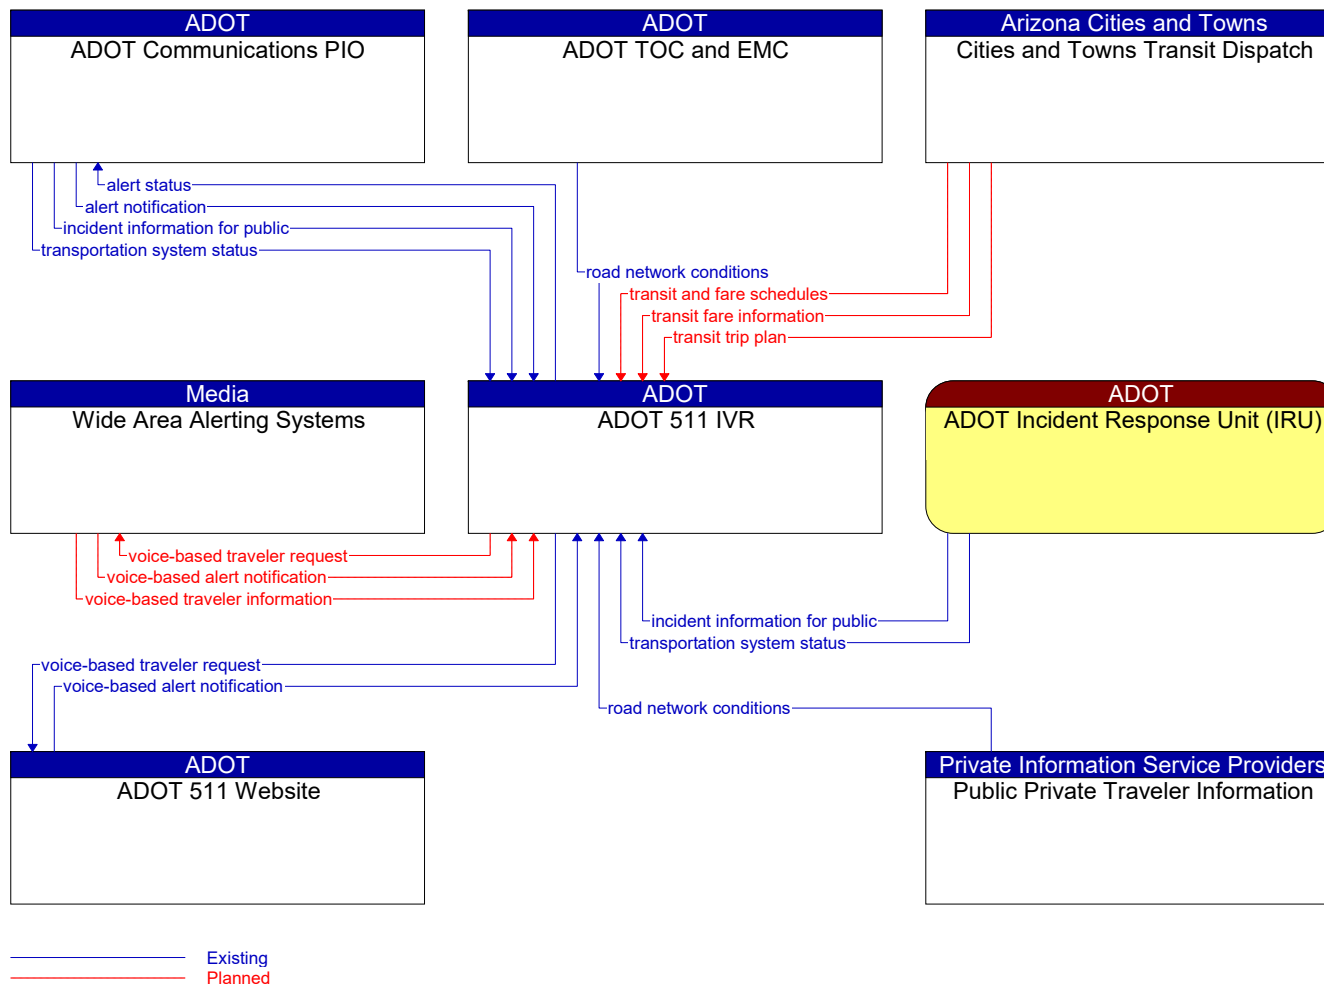 ADOT
ADOT Communications PIO
ADOT
ADOT TOC and EMC
Arizona Cities and Towns
Cities and Towns Transit Dispatch
alert status
alert notification
incident information for public
transportation system status
road network conditions
transit and fare schedules
transit fare information
transit trip plan
Media
Wide Area Alerting Systems
ADOT
ADOT 511 IVR
ADOT
ADOT Incident Response Unit (IRU)
voice-based traveler request
voice-based alert notification
voice-based traveler information
incident information for public
transportation system status
voice-based traveler request
voice-based alert notification
road network conditions
ADOT
ADOT 511 Website
Private Information Service Providers
Public Private Traveler Information
Existing
Planned